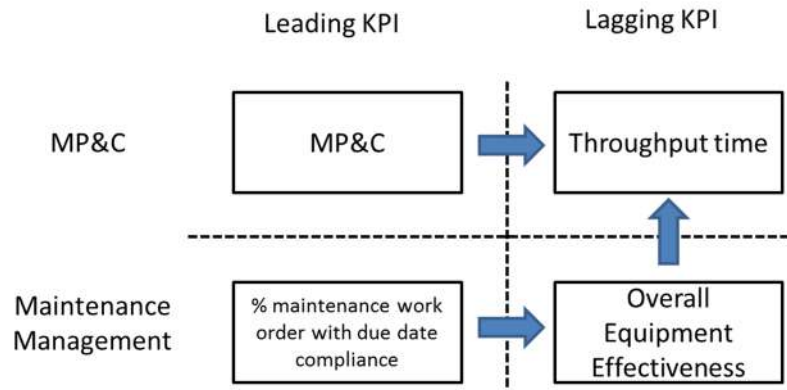 Leading KPI
Lagging KPI
MP&C
MP&C
Throughput time
Maintenance
Management
% maintenance work
order with due date
compliance
Overall
Equipment
Effectiveness